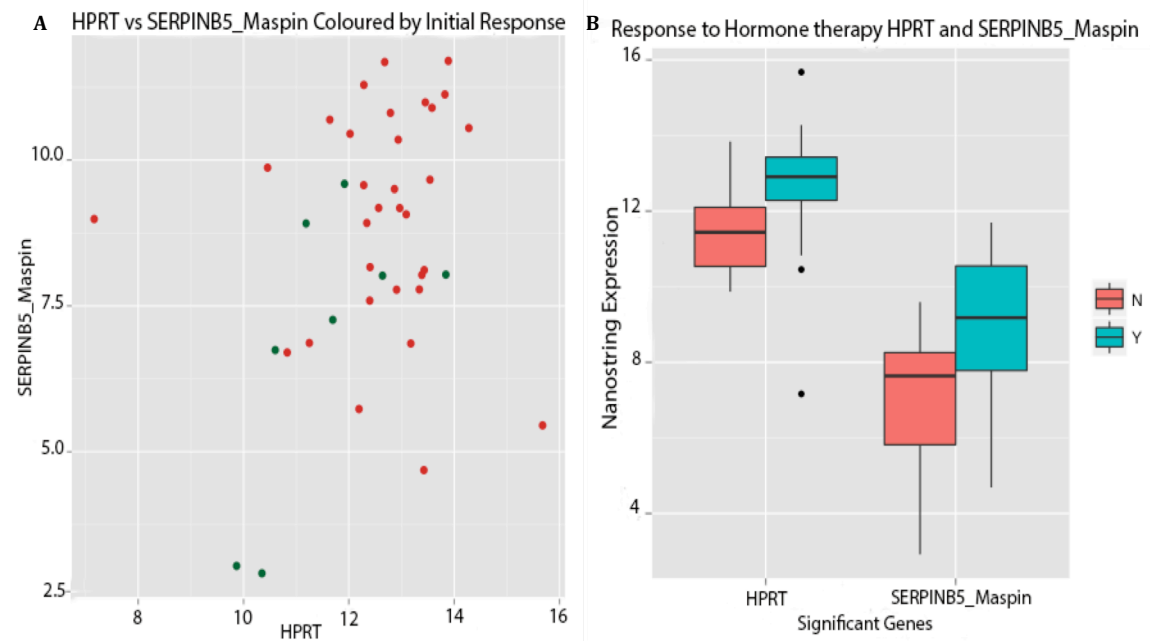 A
HPRT vs SERPINB5_Maspin Coloured by Initial Response
SERPINB5_Maspin
10.0
7.5
5.0
2.5
8 10 12 14 16
HPRT
B
Response to Hormone therapy HPRT and SERPINB5_Maspin
Nanostring Expression
16
12
8
4
HPRT SERPINB5_Maspin
Significant Genes
N
Y